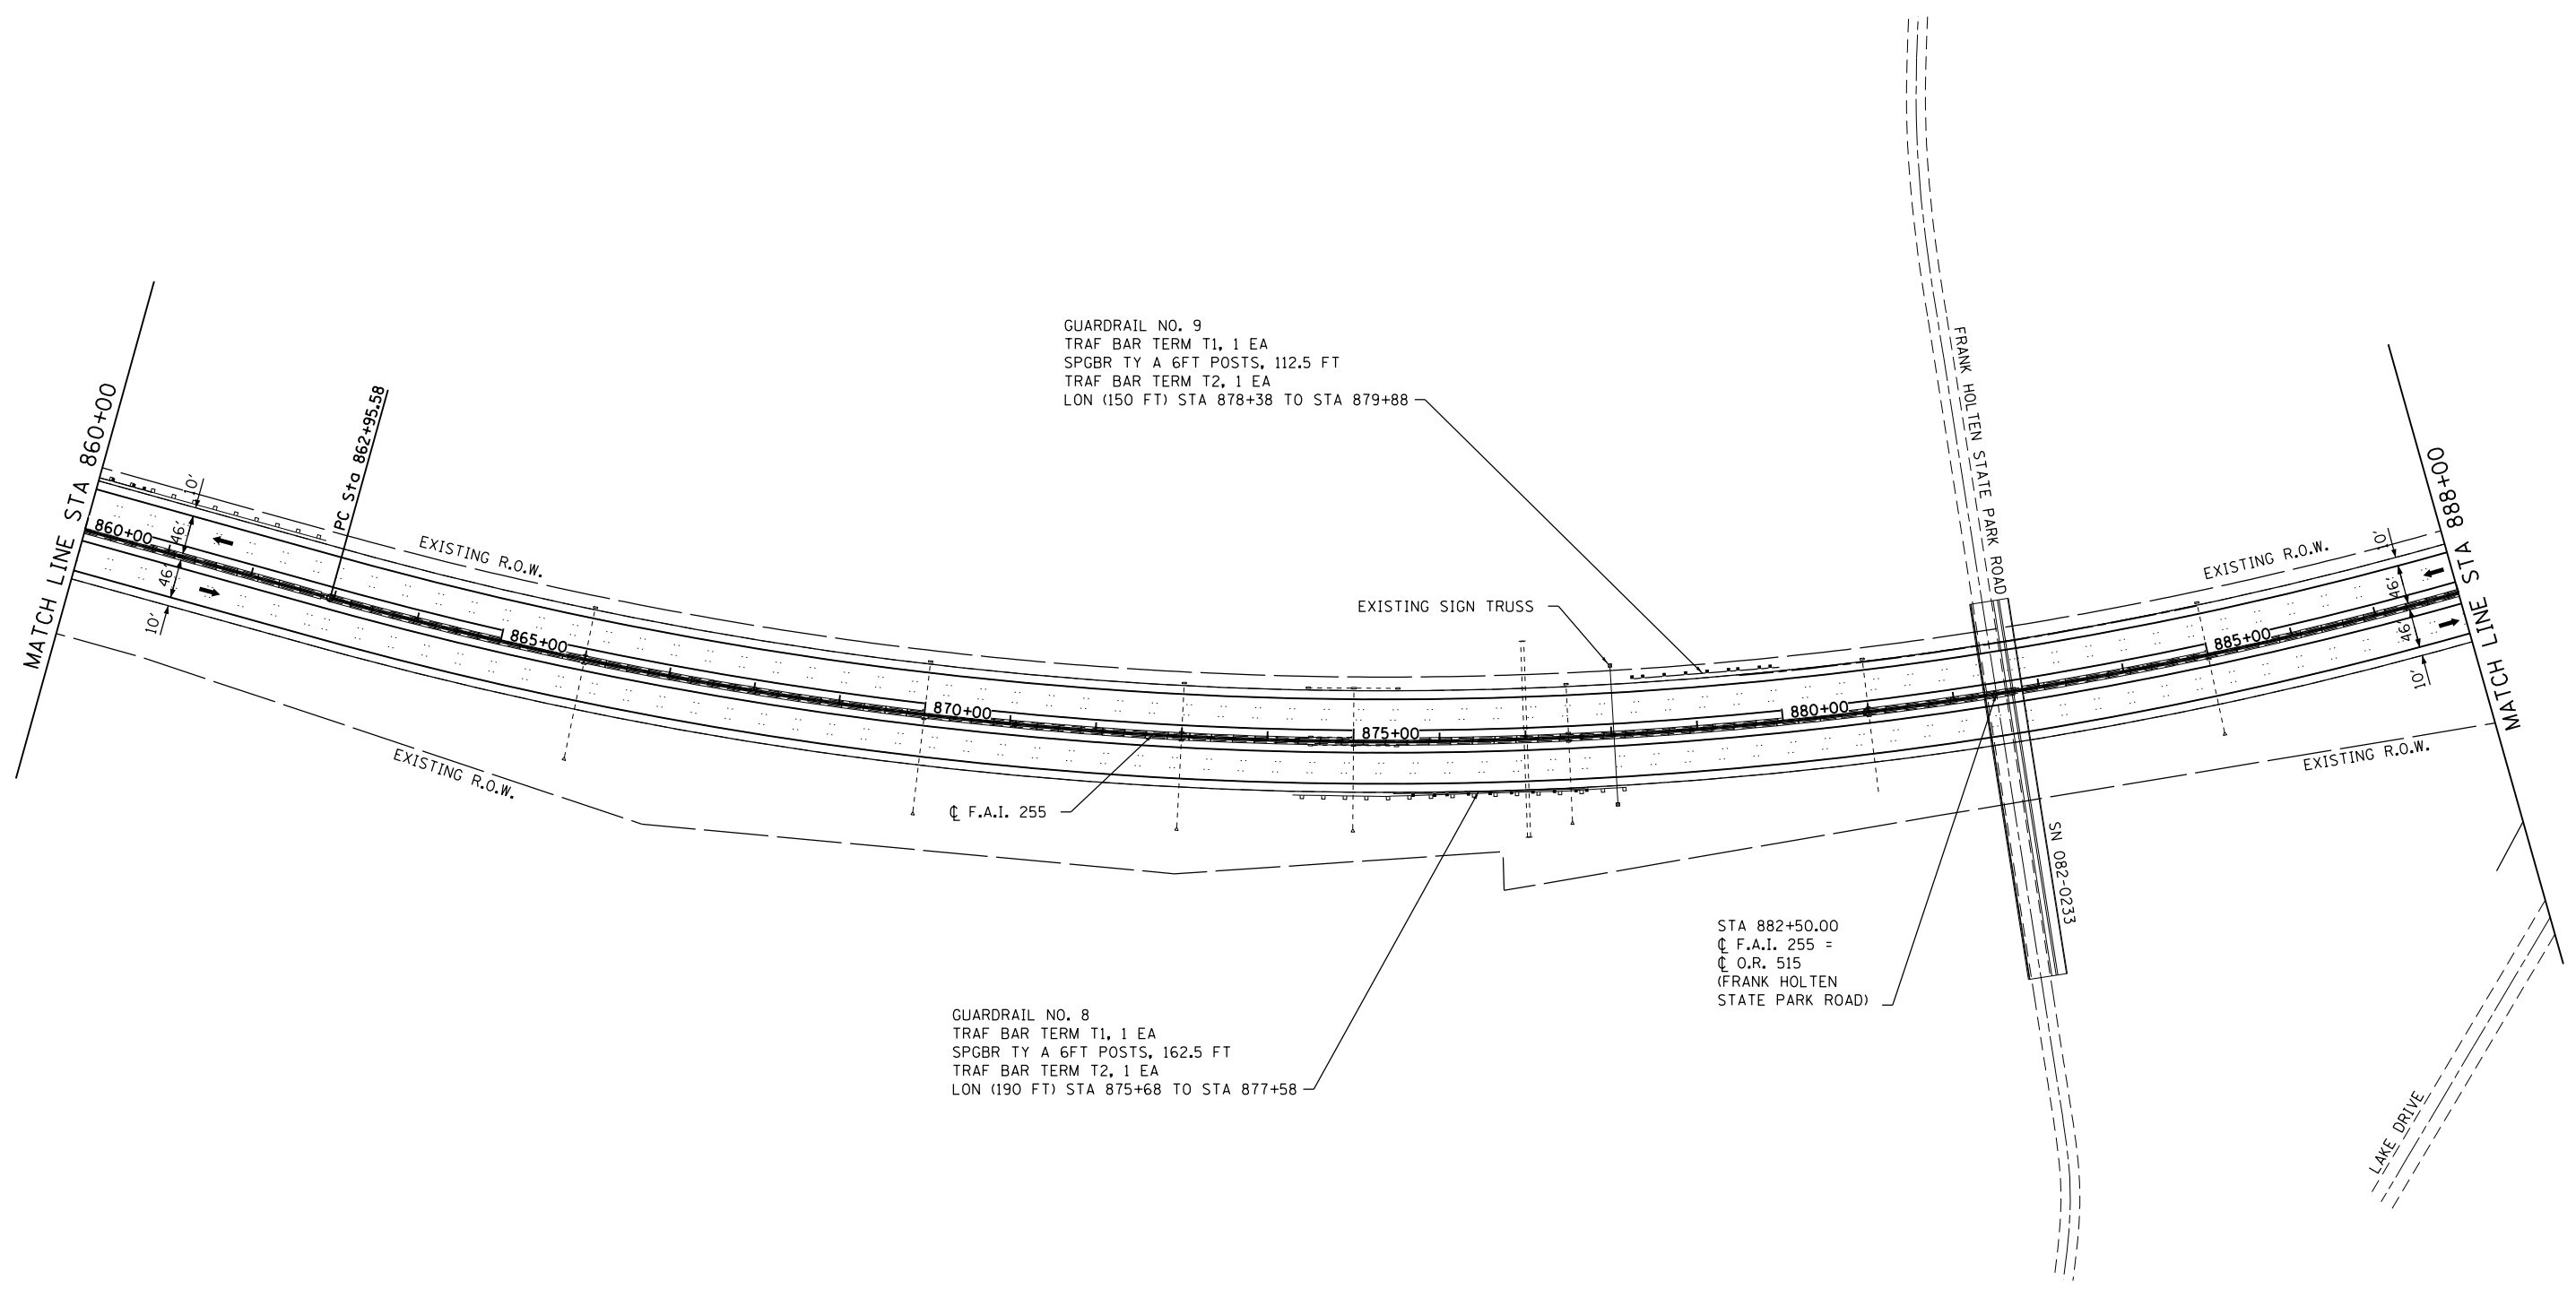 GUARDRAIL NO. 9
TRAF BAR TERM T1, 1 EA
SPGBR TY A 6FT POSTS, 112.5 FT
TRAF BAR TERM T2, 1 EA
LON (150 FT) STA 878+38 TO STA 879+88
FRANK HOLTEN STATE PARK ROAD
MATCH LINE STA 860+00
PC Sta 862+95.58
MATCH LINE STA 888+00
10'
46'
46'
10'
860+00
EXISTING R.O.W.
865+00
870+00
875+00
880+00
885+00
EXISTING SIGN TRUSS
EXISTING R.O.W.
10'
46'
46'
10'
EXISTING R.O.W.
EXISTING R.O.W.
℄ F.A.I. 255
SN 082-0233
STA 882+50.00
℄ F.A.I. 255 =
℄ O.R. 515
(FRANK HOLTEN
STATE PARK ROAD)
GUARDRAIL NO. 8
TRAF BAR TERM T1, 1 EA
SPGBR TY A 6FT POSTS, 162.5 FT
TRAF BAR TERM T2, 1 EA
LON (190 FT) STA 875+68 TO STA 877+58
LAKE DRIVE